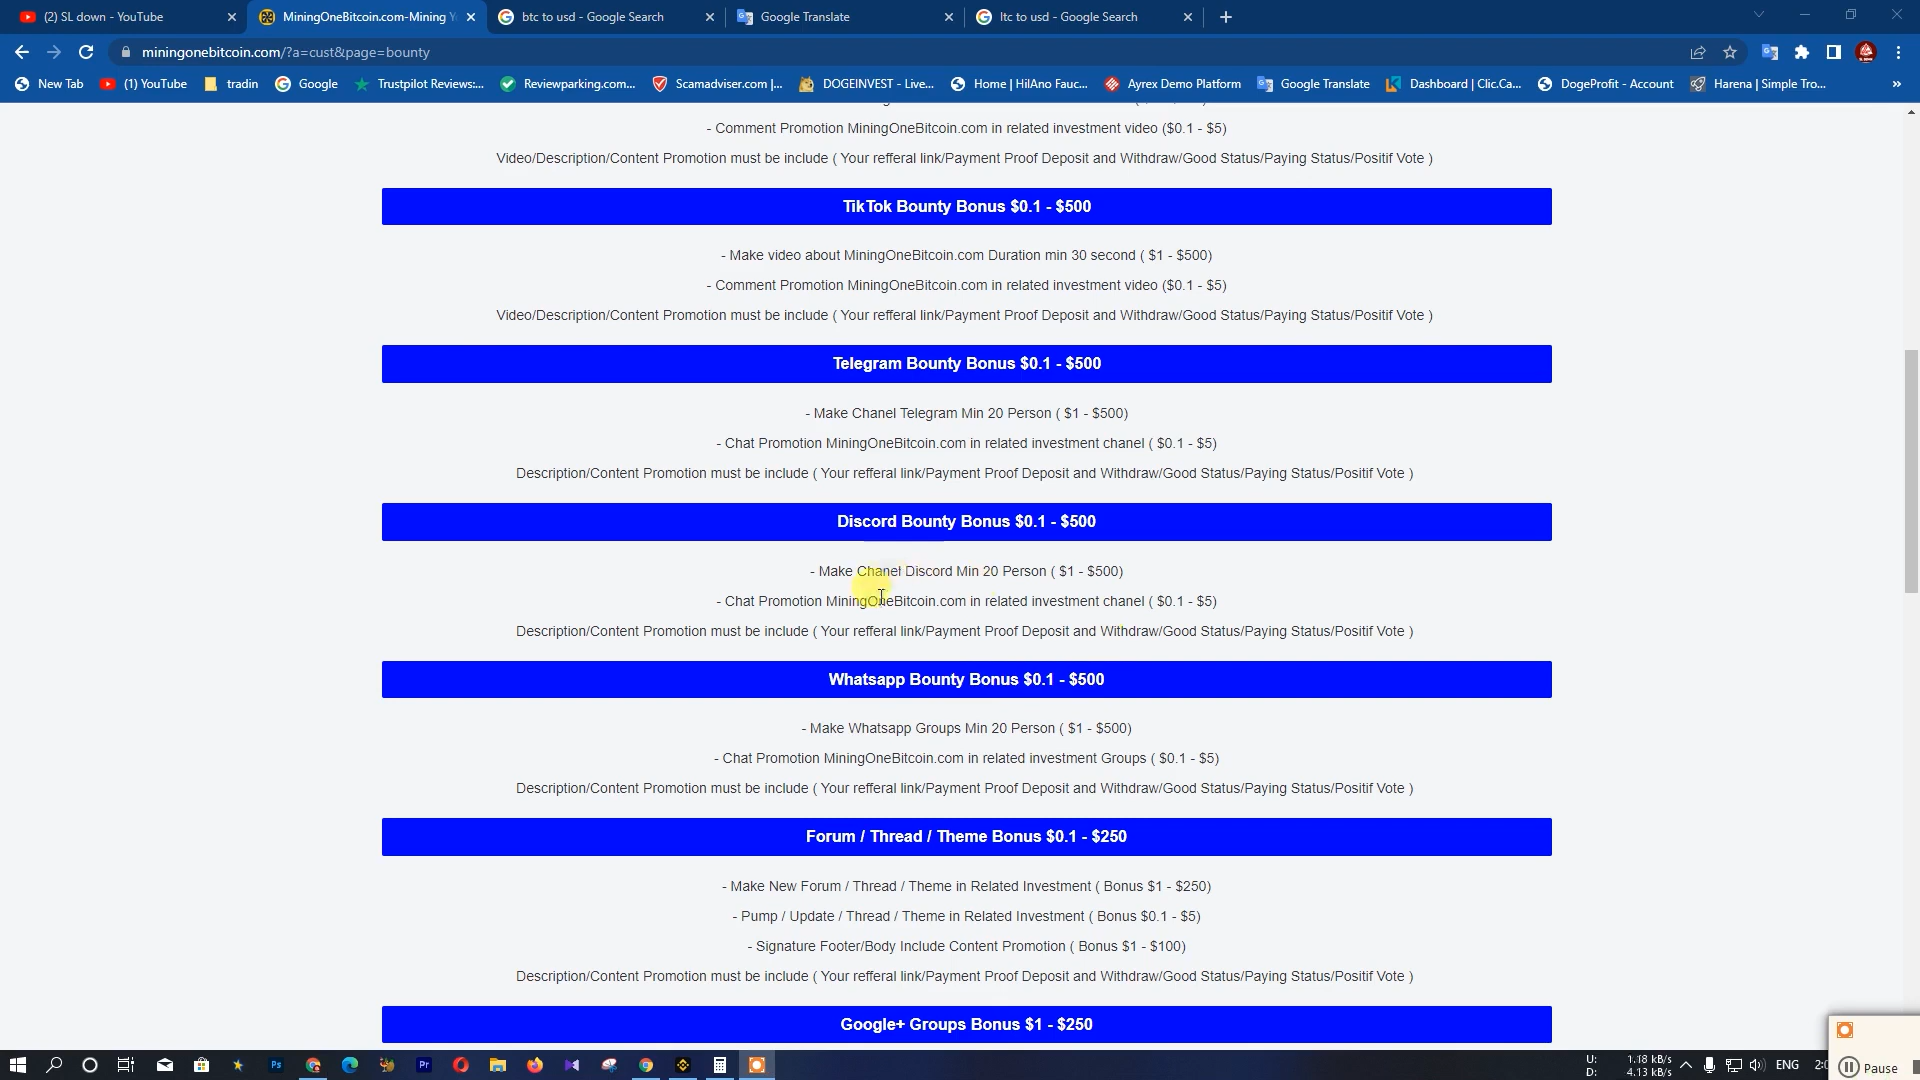 (2) SL down - YouTube
MiningOneBitcoin.com-Mining Y
btc to usd - Google Search
Google Translate
ltc to usd - Google Search
miningonebitcoin.com/?a=cust&page=bounty
New Tab
(1) YouTube
tradin
Google
Trustpilot Reviews:...
Reviewparking.com...
Scamadviser.com |...
DOGEINVEST - Live...
Home | HilAno Fauc...
Ayrex Demo Platform
Google Translate
Dashboard | Clic.Ca...
DogeProfit - Account
Harena | Simple Tro...
- Comment Promotion MiningOneBitcoin.com in related investment video ($0.1 - $5)
Video/Description/Content Promotion must be include ( Your refferal link/Payment Proof Deposit and Withdraw/Good Status/Paying Status/Positif Vote )
TikTok Bounty Bonus $0.1 - $500
- Make video about MiningOneBitcoin.com Duration min 30 second ( $1 - $500)
- Comment Promotion MiningOneBitcoin.com in related investment video ($0.1 - $5)
Video/Description/Content Promotion must be include ( Your refferal link/Payment Proof Deposit and Withdraw/Good Status/Paying Status/Positif Vote )
Telegram Bounty Bonus $0.1 - $500
- Make Chanel Telegram Min 20 Person ( $1 - $500)
- Chat Promotion MiningOneBitcoin.com in related investment chanel ( $0.1 - $5)
Description/Content Promotion must be include ( Your refferal link/Payment Proof Deposit and Withdraw/Good Status/Paying Status/Positif Vote )
Discord Bounty Bonus $0.1 - $500
- Make Chanel Discord Min 20 Person ( $1 - $500)
- Chat Promotion MiningOneBitcoin.com in related investment chanel ( $0.1 - $5)
Description/Content Promotion must be include ( Your refferal link/Payment Proof Deposit and Withdraw/Good Status/Paying Status/Positif Vote )
Whatsapp Bounty Bonus $0.1 - $500
- Make Whatsapp Groups Min 20 Person ( $1 - $500)
- Chat Promotion MiningOneBitcoin.com in related investment Groups ( $0.1 - $5)
Description/Content Promotion must be include ( Your refferal link/Payment Proof Deposit and Withdraw/Good Status/Paying Status/Positif Vote )
Forum / Thread / Theme Bonus $0.1 - $250
- Make New Forum / Thread / Theme in Related Investment ( Bonus $1 - $250)
- Pump / Update / Thread / Theme in Related Investment ( Bonus $0.1 - $5)
- Signature Footer/Body Include Content Promotion ( Bonus $1 - $100)
Description/Content Promotion must be include ( Your refferal link/Payment Proof Deposit and Withdraw/Good Status/Paying Status/Positif Vote )
Google+ Groups Bonus $1 - $250
U: 1.18 kB/s
D: 4.13 kB/s
ENG
Pause